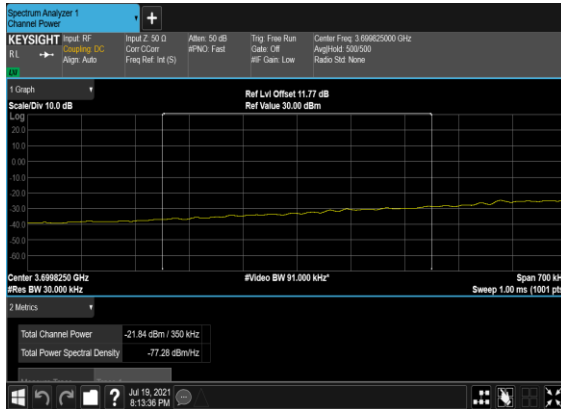 Spectrum Analyzer 1
Channel Power
+
KEYSIGHT Input: RF Input Z: 50 Ω Atten: 50 dB Trig: Free Run Center Freq: 3.699825000 GHz
RL Coupling: DC Corr CCorr #PNO: Fast Gate: Off Avg|Hold: 500/500
Align: Auto Freq Ref: Int (S) #IF Gain: Low Radio Std: None
LXI
1 Graph
Ref Lvl Offset 11.77 dB
Scale/Div 10.0 dB Ref Value 30.00 dBm
Log
20.0
10.0
0.00
-10.0
-20.0
-30.0
-40.0
-50.0
-60.0
Center 3.6998250 GHz #Video BW 91.000 kHz* Span 700 kH
#Res BW 30.000 kHz Sweep 1.00 ms (1001 pts
2 Metrics
Total Channel Power -21.84 dBm / 350 kHz
Total Power Spectral Density -77.28 dBm/Hz
?
Jul 19, 2021
8:13:36 PM